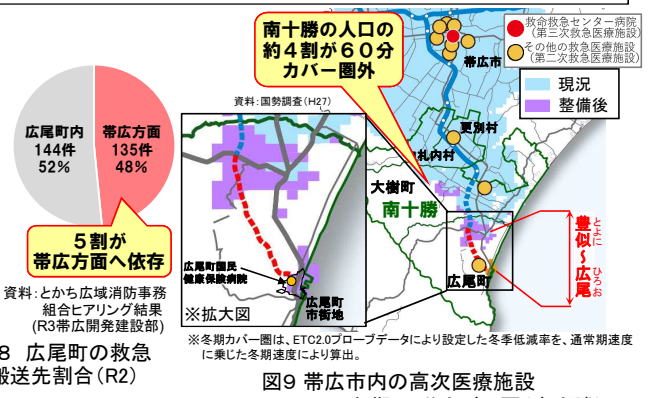 広尾町内
144件
52%
帯広方面
135件
48%
5割が
帯広方面へ依存
資料:とかち広域消防事務
組合ヒアリング結果
(R3帯広開発建設部)
8 広尾町の救急
搬送先割合(R2)
南十勝の人口の
約4割が60分
カバー圏外
資料:国勢調査(H27)
救命救急センター病院
(第三次救急医療施設)
その他の救急医療施設
(第二次救急医療施設)
現況
整備後
帯広市
更別村
札内村
大樹町
南十勝
広尾町
とよに
豊似~広尾
ひろお
広尾町国民
健康保険病院
広尾町
市街地
※拡大図
※冬期カバー圏は、ETC2.0プローブデータにより設定した冬季低減率を、通常期速度
に乗じた冬期速度により算出。
図9 帯広市内の高次医療施設